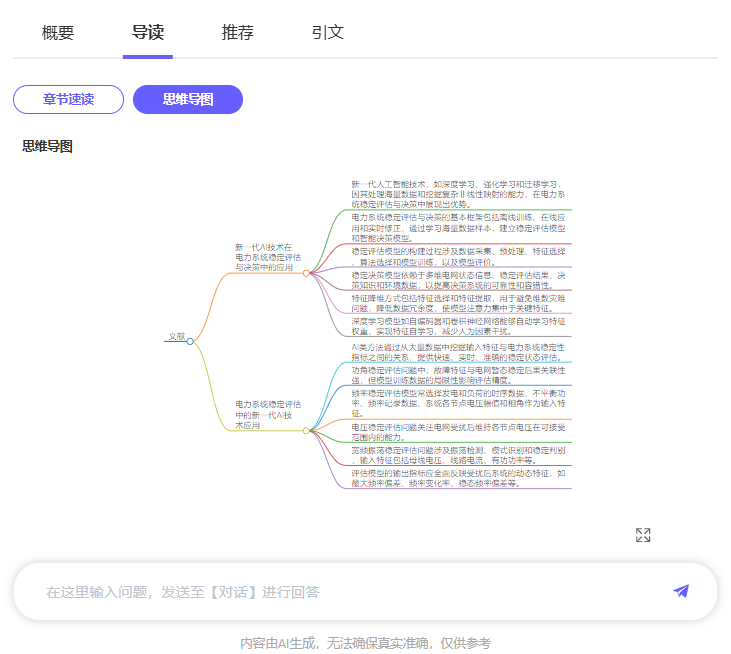 概要 导读 推荐 引文
章节速读 思维导图
思维导图
文献
新一代AI技术在
电力系统稳定评估
与决策中的应用
新一代人工智能技术，如深度学习、强化学习和迁移学习，
因其处理海量数据和挖掘复杂非线性映射的能力，在电力系
统稳定评估与决策中展现出优势。
电力系统稳定评估与决策的基本框架包括离线训练、在线应
用和实时修正，通过学习海量数据样本，建立稳定评估模型
和智能决策模型。
稳定评估模型的构建过程涉及数据采集、预处理、特征选择
、算法选择和模型训练，以及模型评价。
稳定决策模型依赖于多维电网状态信息、稳定评估结果、决
策知识和环境数据，以提高决策系统的可靠性和容错性。
特征降维方式包括特征选择和特征提取，用于避免维数灾难
问题，降低数据冗余度，使模型注意力集中于关键特征。
深度学习模型如自编码器和卷积神经网络能够自动学习特征
权重，实现特征自学习，减少人为因素干扰。
电力系统稳定评估
中的新一代AI技
术应用
AI类方法通过从大量数据中挖掘输入特征与电力系统稳定性
指标之间的关系，提供快速、实时、准确的稳定状态评估。
功角稳定评估问题中，故障特征与电网暂态稳定后果关联性
强，但模型训练数据的局限性影响评估精度。
频率稳定评估模型常选择发电和负荷的时序数据、不平衡功
率、频率记录数据、系统各节点电压幅值和相角作为输入特
征。
电压稳定评估问题关注电网受扰后维持各节点电压在可接受
范围内的能力。
宽频振荡稳定评估问题涉及振荡检测、模式识别和稳定判别
，输入特征包括母线电压、线路电流、有功功率等。
评估模型的输出指标应全面反映受扰后系统的动态特征，如
最大频率偏差、频率变化率、稳态频率偏差等。
在这里输入问题，发送至【对话】进行回答
内容由AI生成，无法确保真实准确，仅供参考